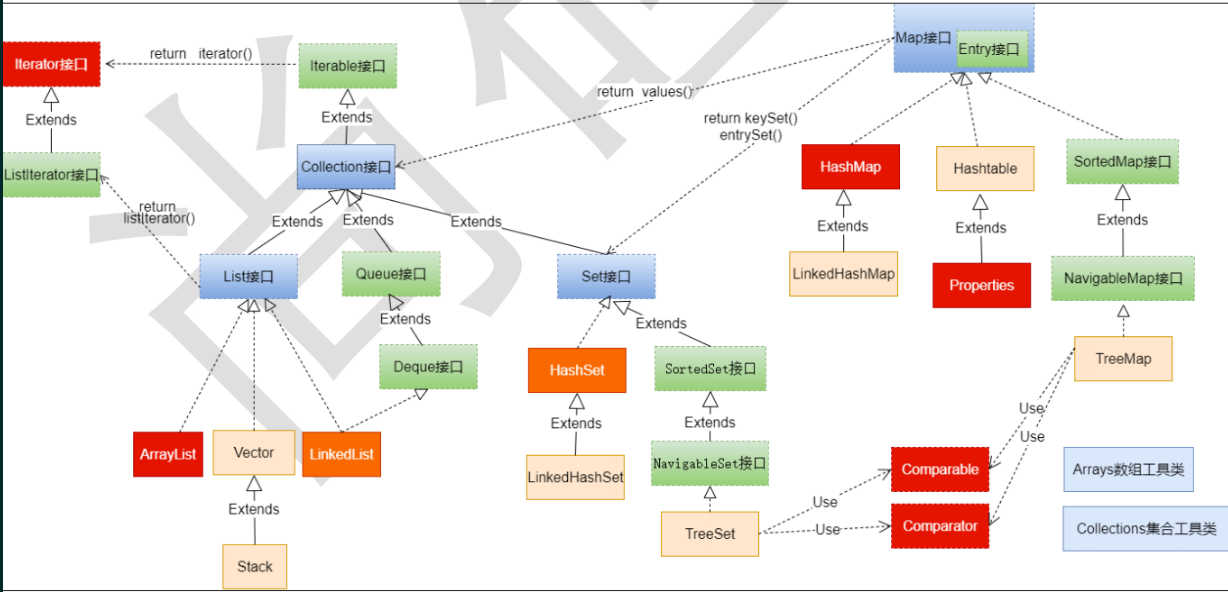 Map接口
Entry接口
Iterator接口
return iterator()
Iterable接口
return values()
Extends
Extends
return keySet()
entrySet()
ListIterator接口
Collection接口
HashMap
Hashtable
SortedMap接口
return
listIterator()
Extends
Extends
Extends
Extends
Extends
Extends
List接口
Queue接口
Set接口
LinkedHashMap
Properties
NavigableMap接口
Extends
Extends
Deque接口
HashSet
SortedSet接口
TreeMap
Use
Use
Extends
Extends
ArrayList
Vector
LinkedList
LinkedHashSet
NavigableSet接口
Comparable
Arrays数组工具类
Extends
Use
Use
TreeSet
Comparator
Collections集合工具类
Stack